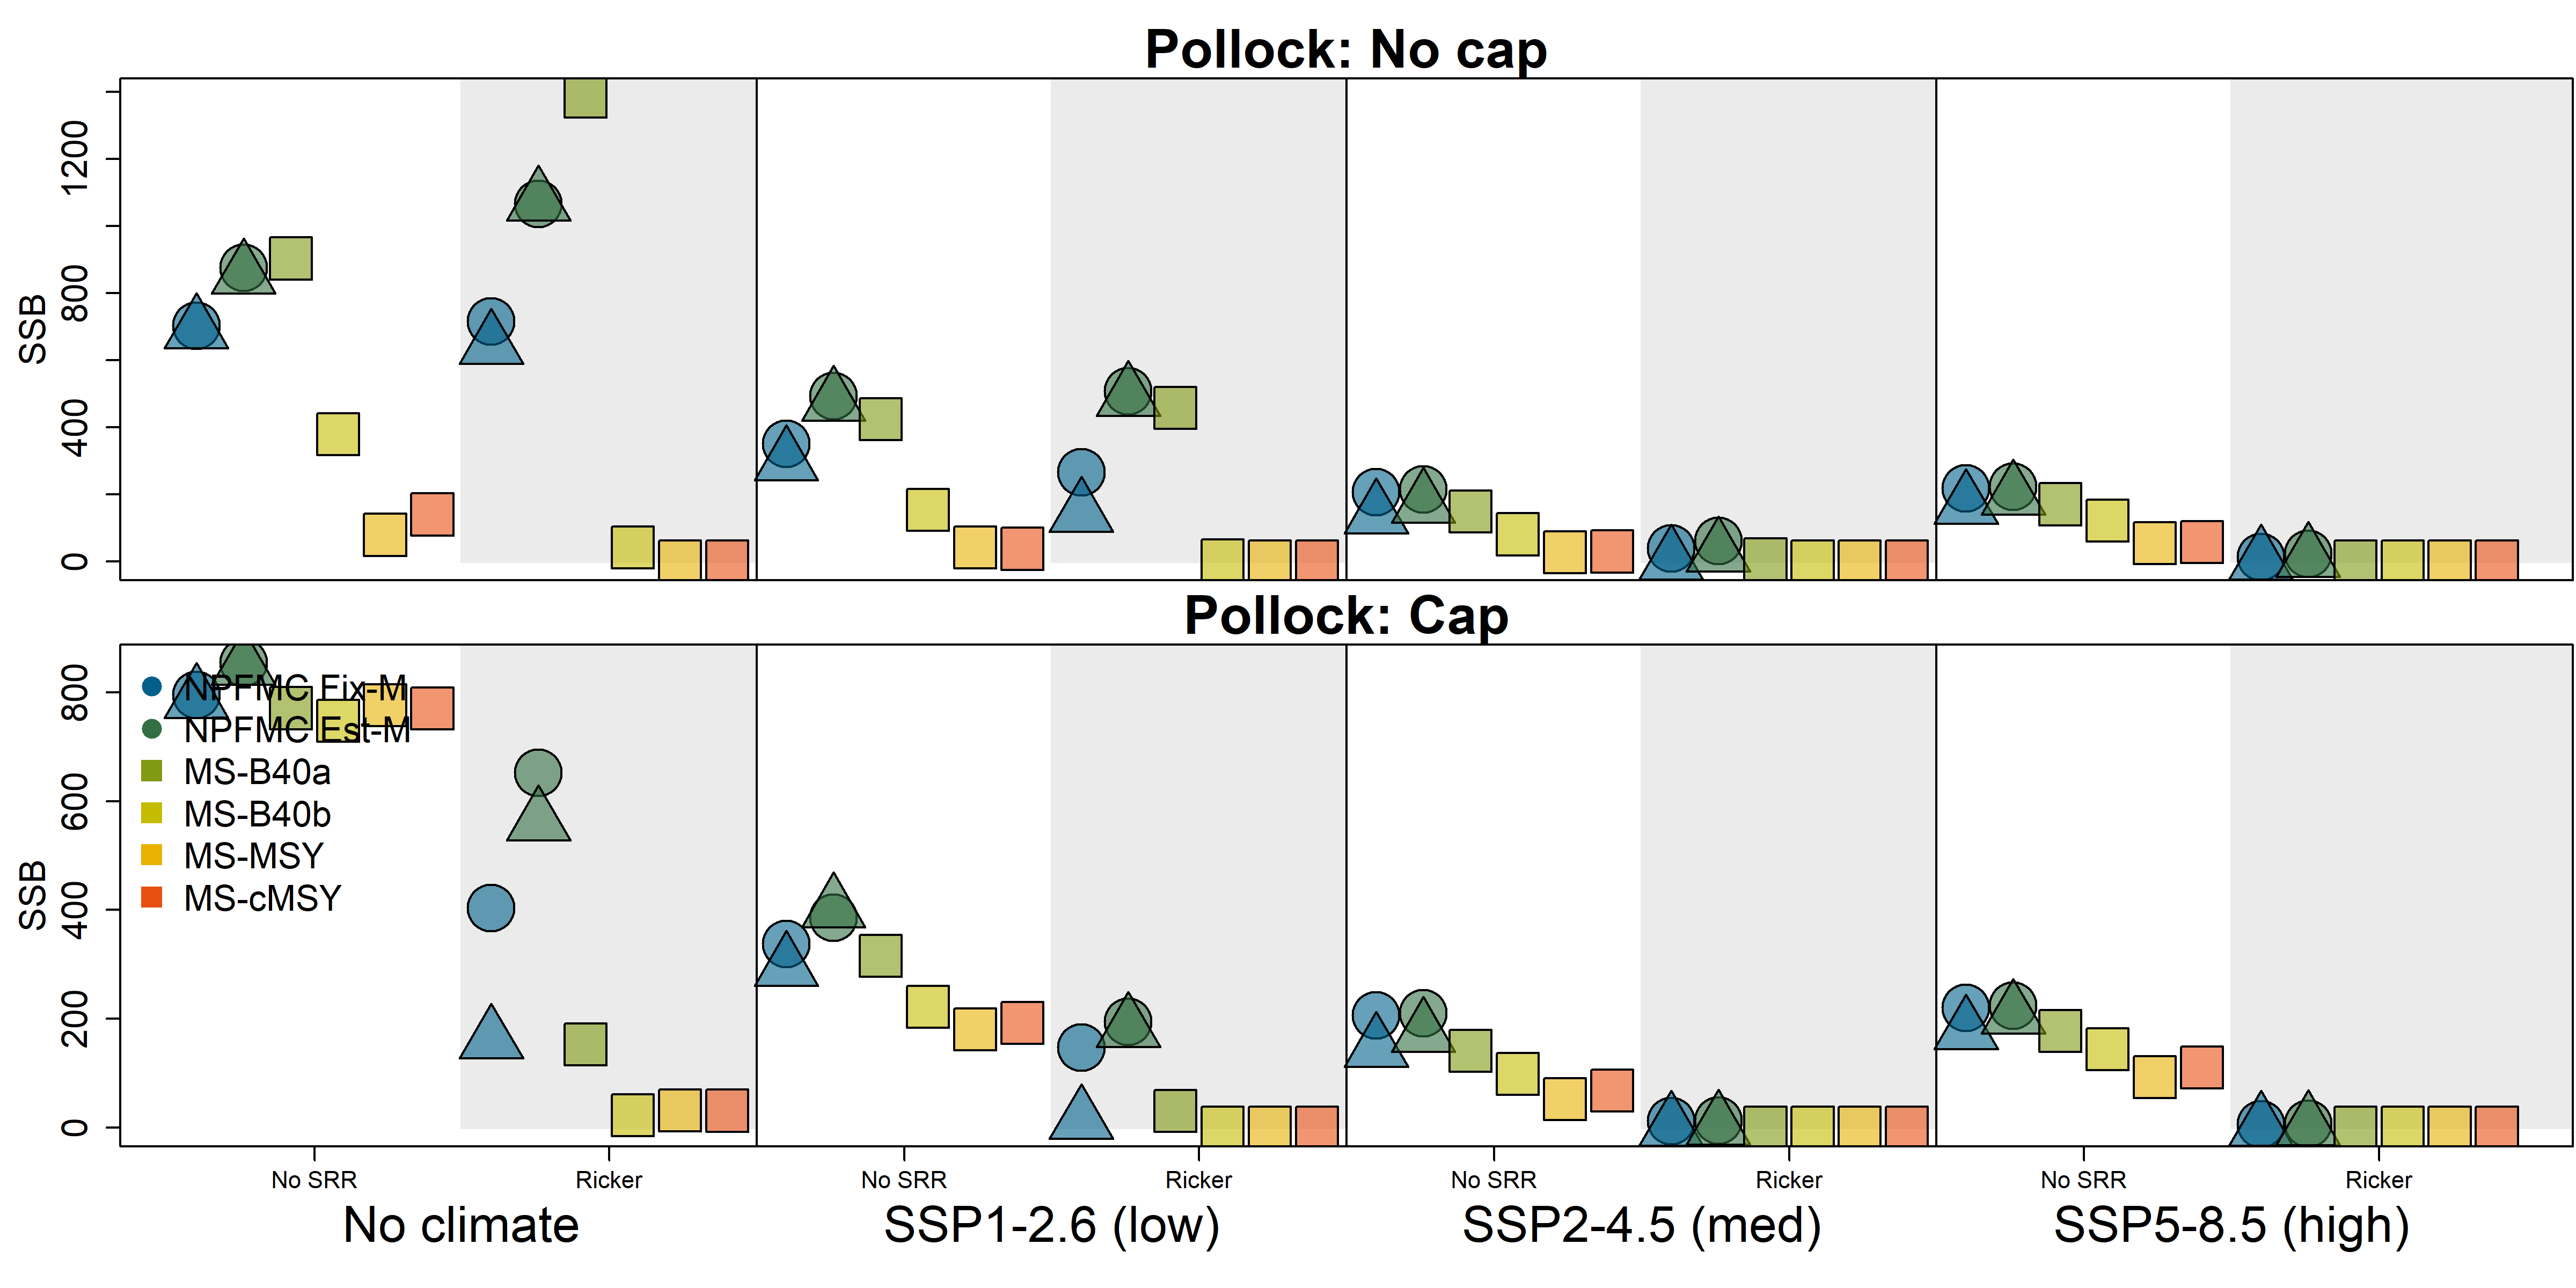 Pollock: No cap
SSB
1200
800
400
0
Pollock: Cap
SSB
800
600
400
200
0
NPFMC Fix-M
NPFMC Est-M
MS-B40a
MS-B40b
MS-MSY
MS-cMSY
No SRR Ricker No SRR Ricker No SRR Ricker No SRR Ricker
No climate SSP1-2.6 (low) SSP2-4.5 (med) SSP5-8.5 (high)